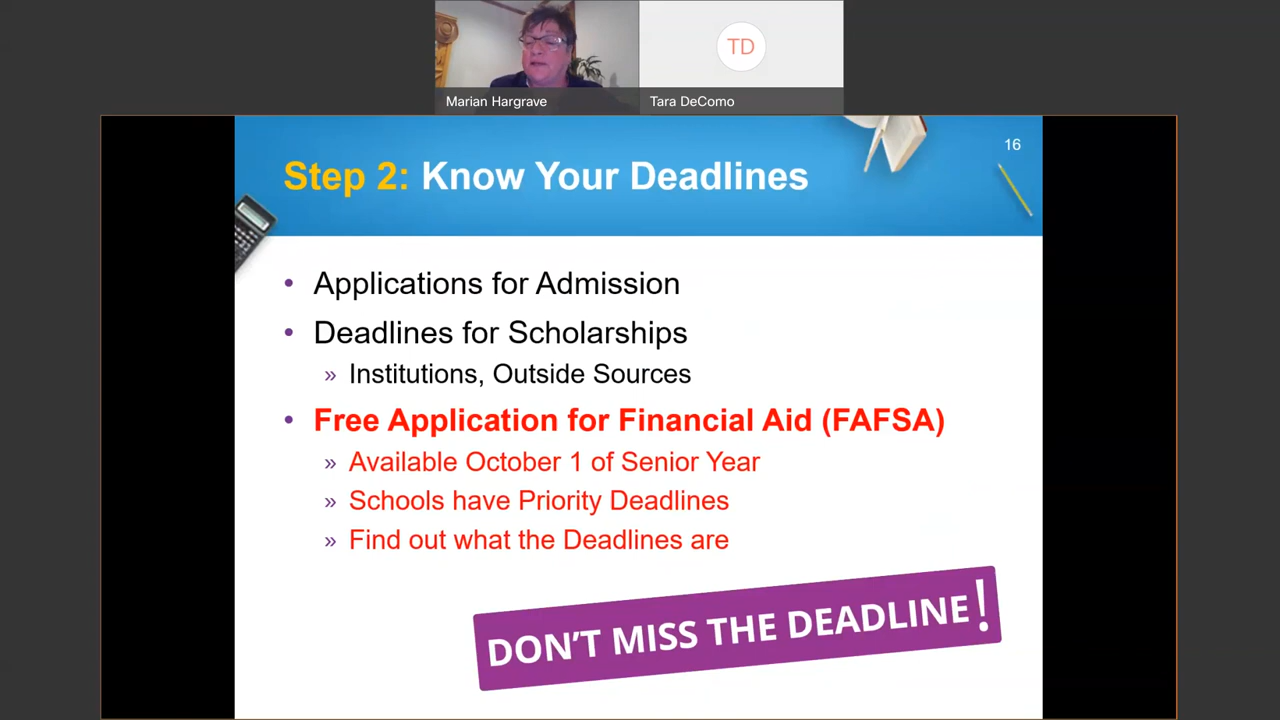 TD
Marian Hargrave
Tara DeComo
16
Step 2: Know Your Deadlines
• Applications for Admission
• Deadlines for Scholarships
» Institutions, Outside Sources
• Free Application for Financial Aid (FAFSA)
» Available October 1 of Senior Year
» Schools have Priority Deadlines
» Find out what the Deadlines are
DON'T MISS THE DEADLINE!